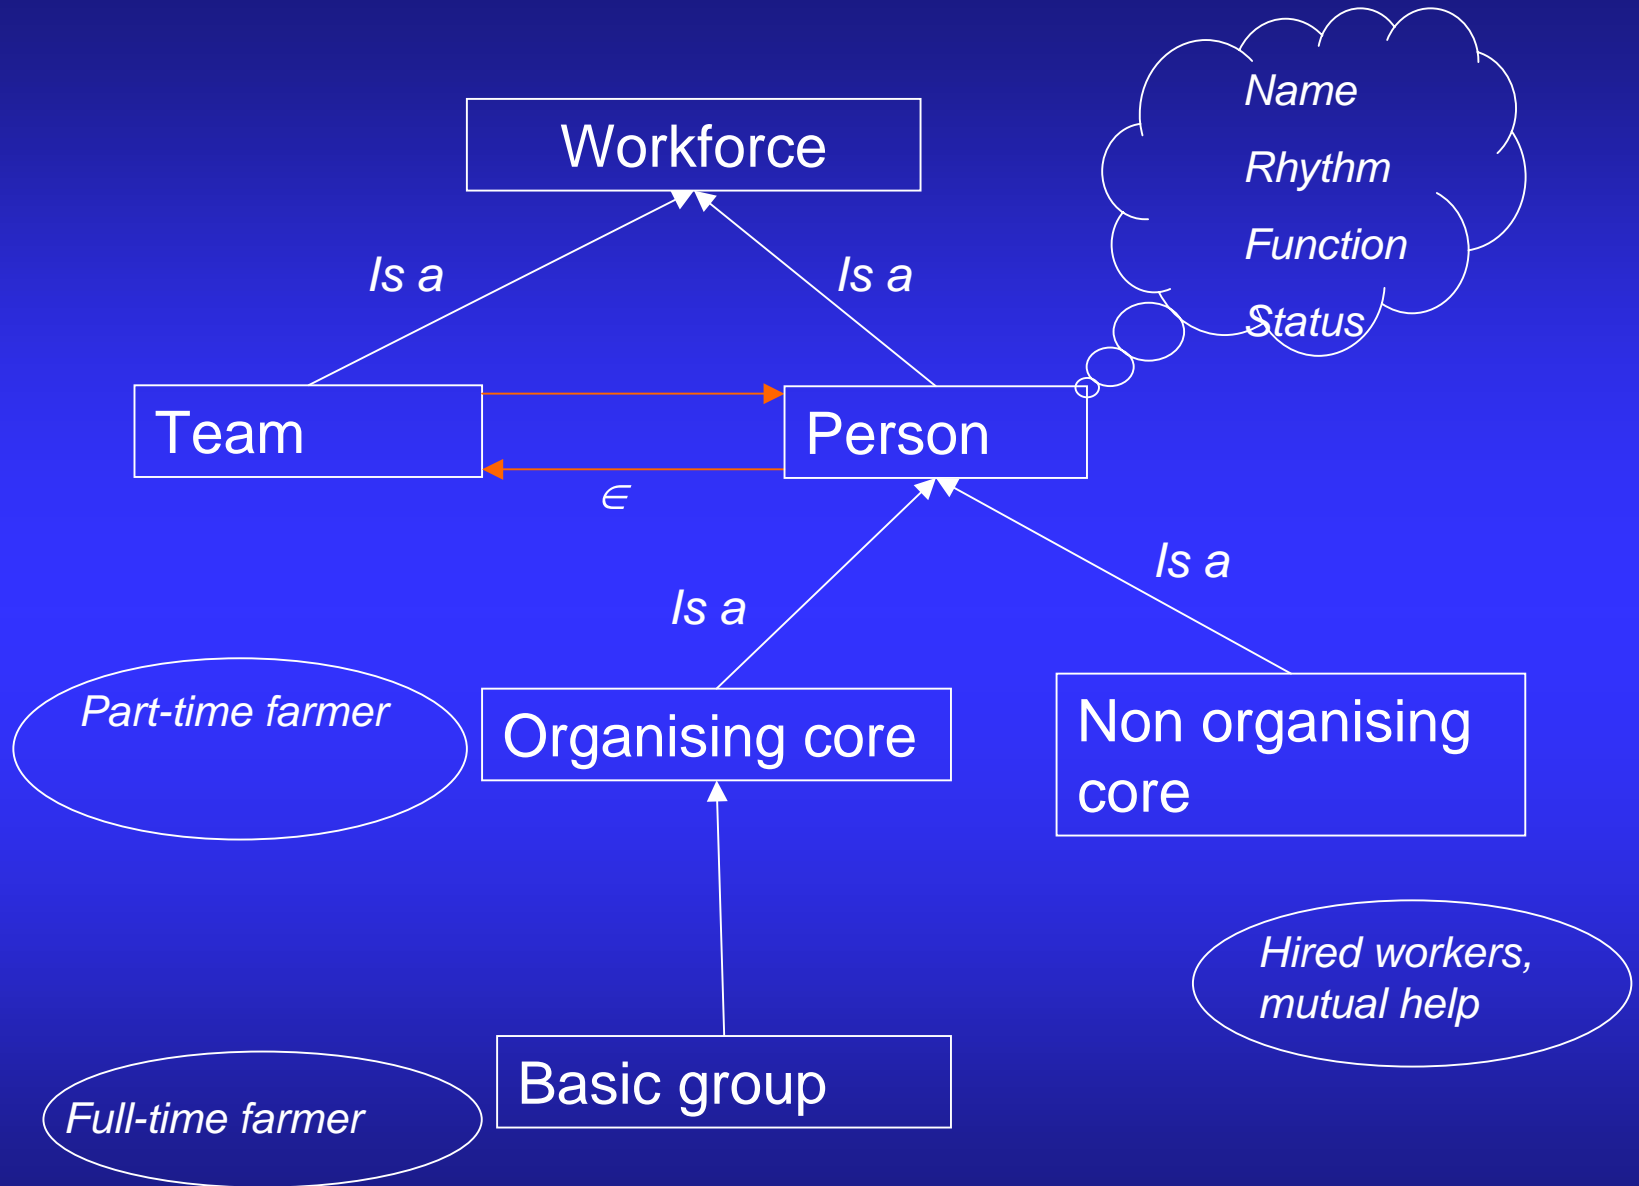 Name
Workforce
Rhythm
Is a
Is a
Function
Status
Team
Person
∈
Is a
Is a
Part-time farmer
Organising core
Non organising
core
Hired workers,
mutual help
Basic group
Full-time farmer